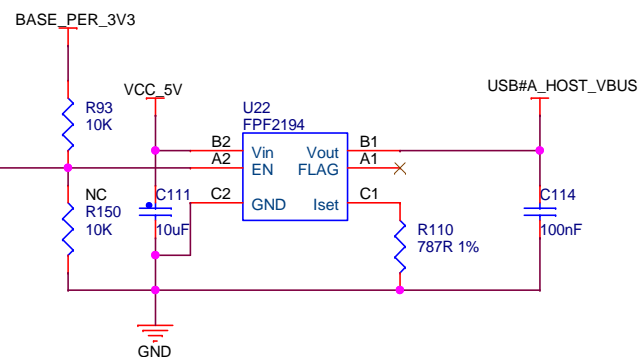 BASE_PER_3V3
R93
10K
VCC_5V
U22
FPF2194
USB#A_HOST_VBUS
B2
Vin
Vout
B1
A2
EN
FLAG
A1
C2
GND
Iset
C1
NC
R150
10K
C111
10uF
R110
787R 1%
C114
100nF
GND